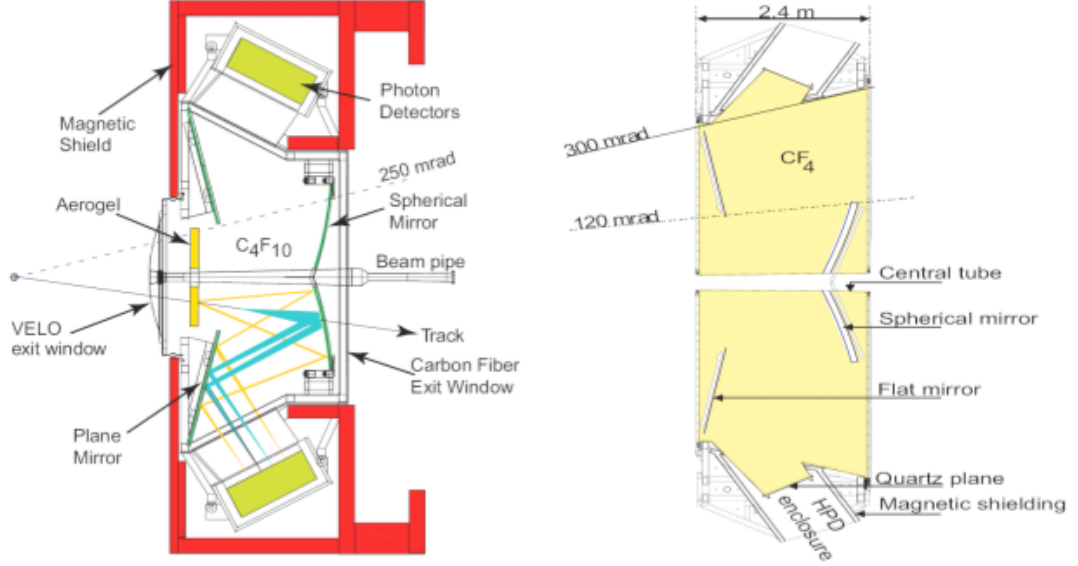 Magnetic
Shield
Photon
Detectors
250 mrad
Aerogel
Spherical
Mirror
C4F10
Beam pipe
VELO
exit window
Track
Carbon Fiber
Exit Window
Plane
Mirror
2.4 m
300 mrad
CF4
120 mrad
Central tube
Spherical mirror
Flat mirror
Quartz plane
Magnetic shielding
HPD
enclosure